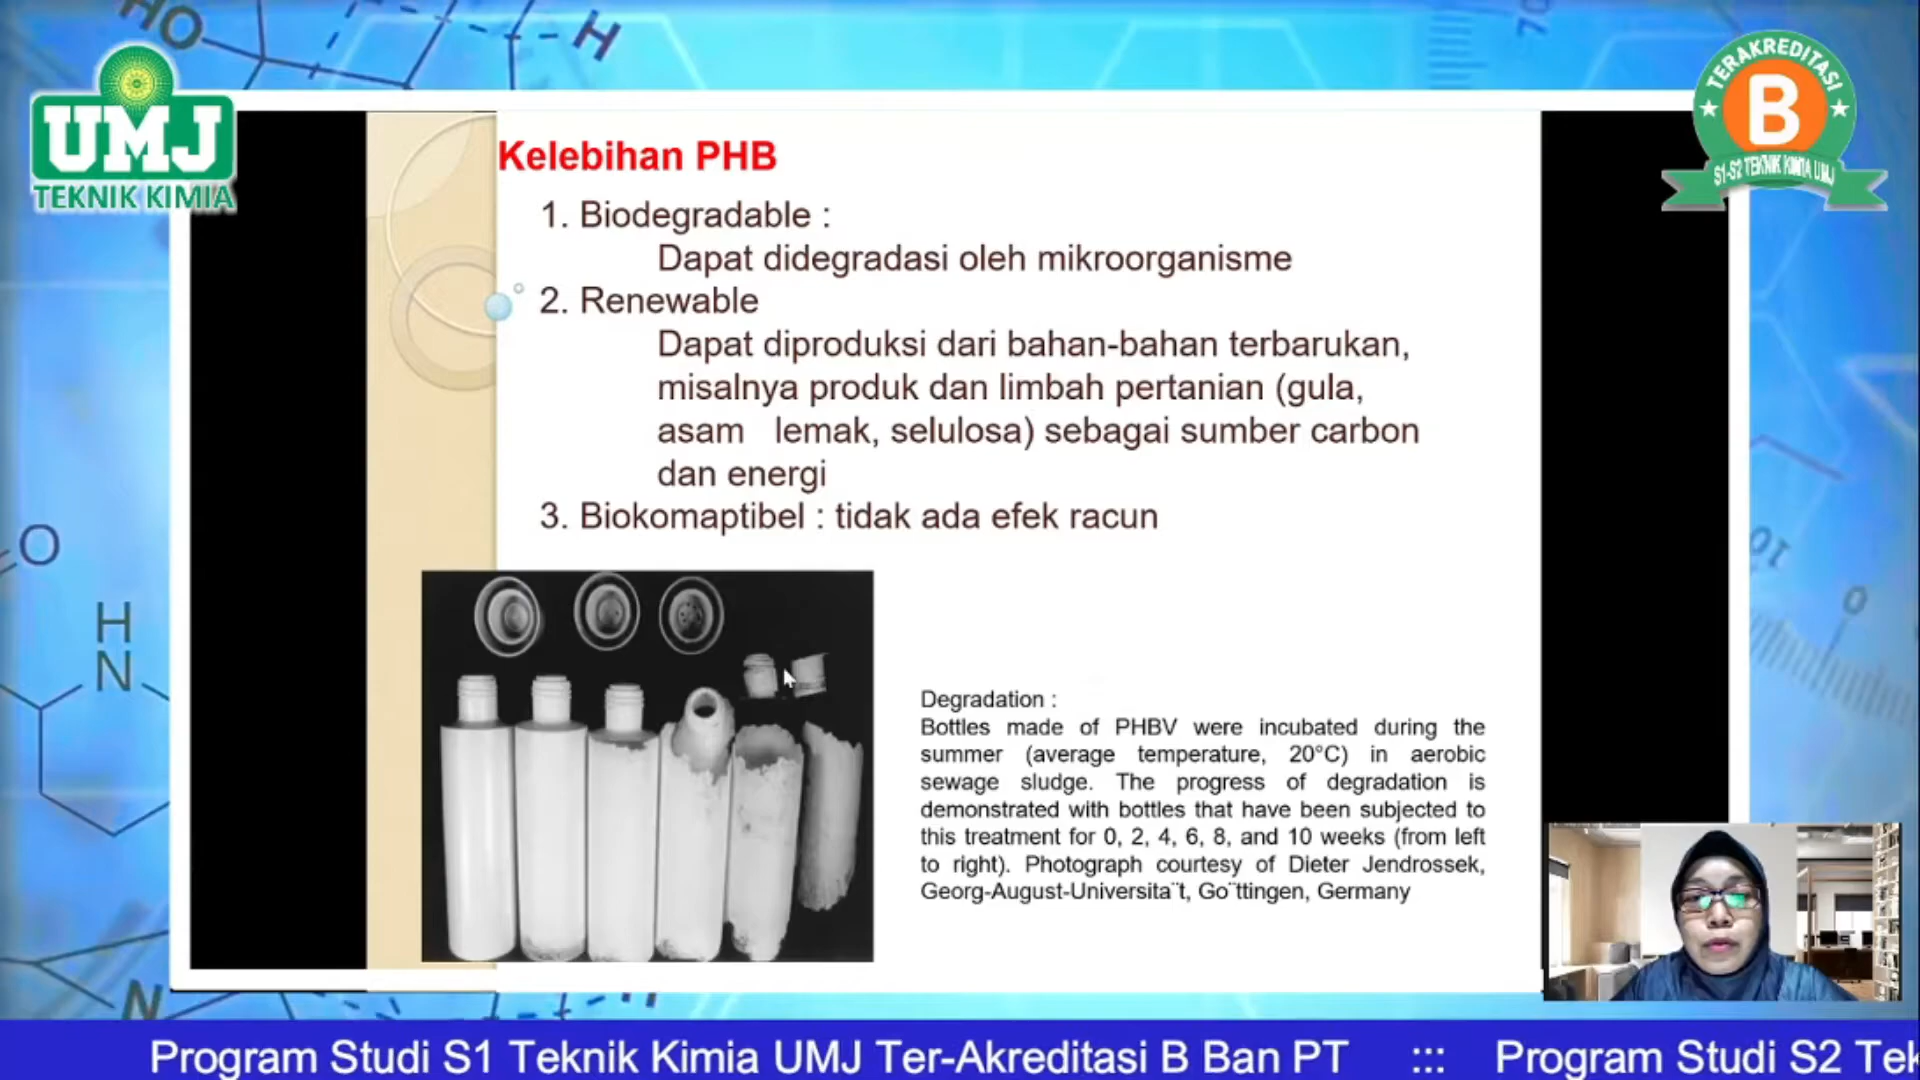 HO
H
70
UMJ
TEKNIK KIMIA
TERAKREDITASI
B
S1-S2 TEKNIK KIMIA UMJ
Kelebihan PHB
1. Biodegradable :
Dapat didegradasi oleh mikroorganisme
2. Renewable
Dapat diproduksi dari bahan-bahan terbarukan,
misalnya produk dan limbah pertanian (gula,
asam lemak, selulosa) sebagai sumber carbon
dan energi
3. Biokomaptibel : tidak ada efek racun
O
H
N
10
0
Degradation :
Bottles made of PHBV were incubated during the
summer (average temperature, 20°C) in aerobic
sewage sludge. The progress of degradation is
demonstrated with bottles that have been subjected to
this treatment for 0, 2, 4, 6, 8, and 10 weeks (from left
to right). Photograph courtesy of Dieter Jendrossek,
Georg-August-Universita¨t, Go¨ttingen, Germany
N
H
Program Studi S1 Teknik Kimia UMJ Ter-Akreditasi B Ban PT ::: Program Studi S2 Tek